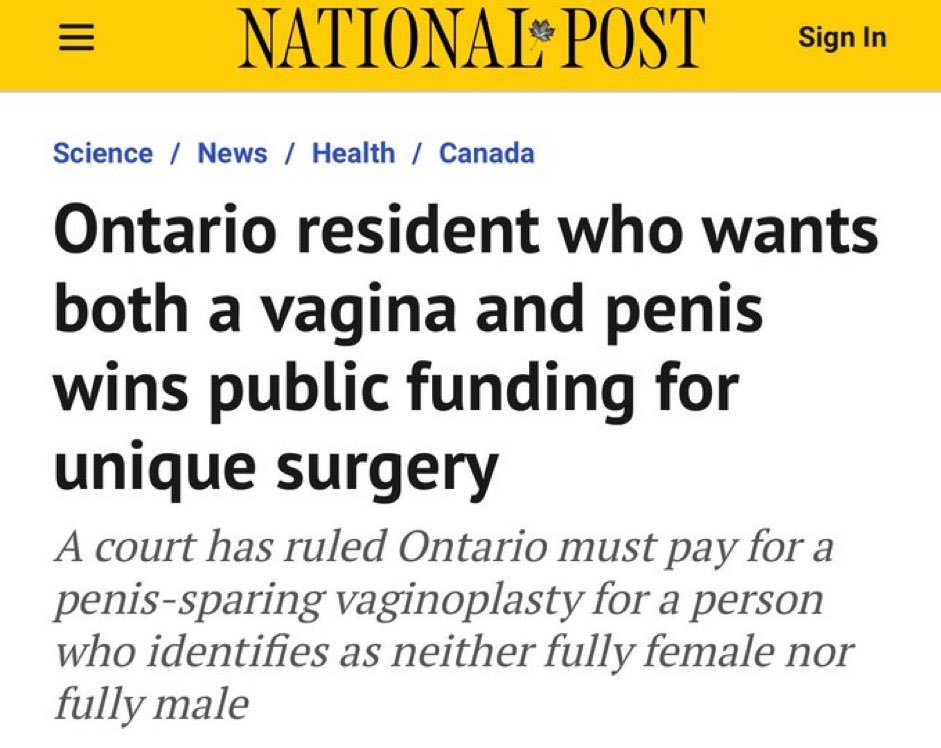 NATIONAL POST
Sign In
Science / News / Health / Canada
Ontario resident who wants
both a vagina and penis
wins public funding for
unique surgery
A court has ruled Ontario must pay for a
penis-sparing vaginoplasty for a person
who identifies as neither fully female nor
fully male